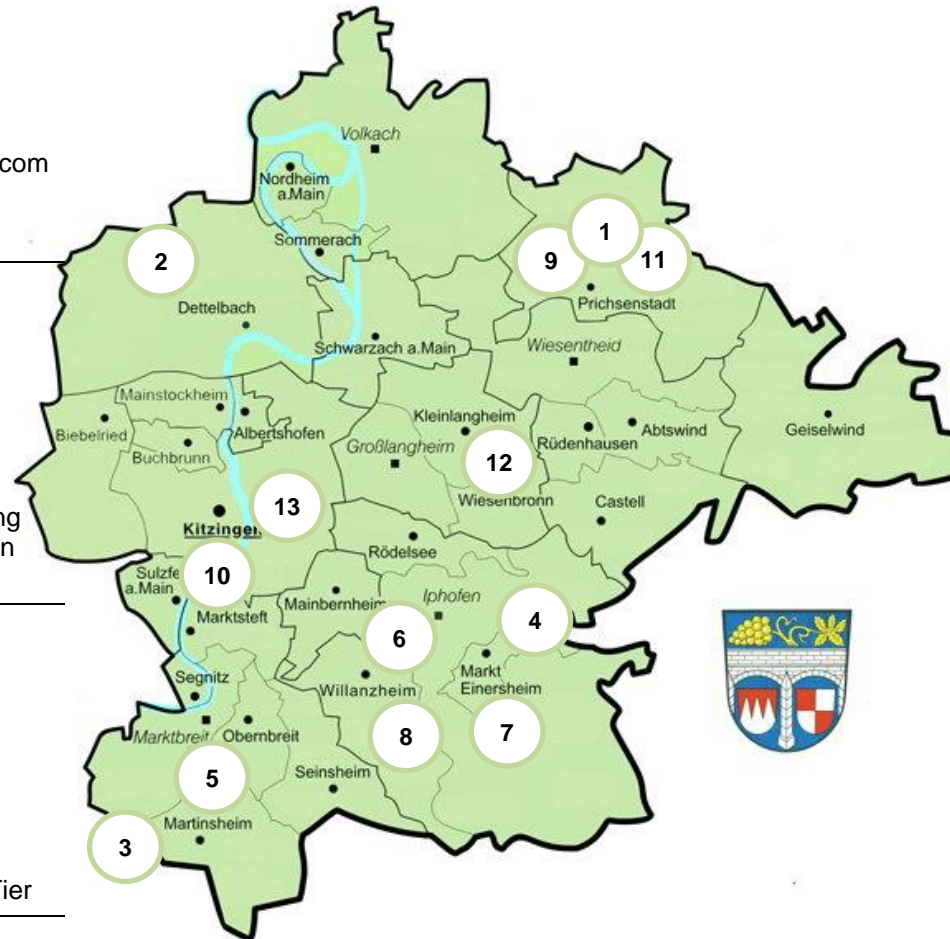 com
Volkach
Nordheim
a.Main
1
Sommerach
2
9
11
Prichsenstadt
Dettelbach
Schwarzach a.Main
Wiesentheid
Mainstockheim
Kleinlangheim
Biebelried
Albertshofen
Rüdenhausen
Abtswind
Geiselwind
Buchbrunn
Großlangheim
12
Wiesenbronn
Castell
13
ng
n
Rödelsee
10
a.Main
Mainbernheim
Iphofen
4
Marktsteft
6
Markt
Einersheim
Segnitz
Willanzheim
Marktbreit
Obernbreit
8
7
5
Seinsheim
Martinsheim
3
Tier